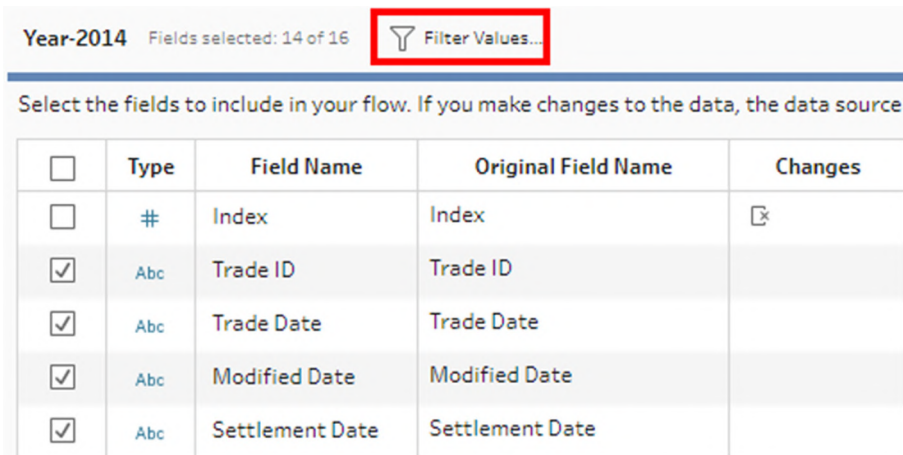 Year-2014 Fields selected: 14 of 16 Filter Values...
Select the fields to include in your flow. If you make changes to the data, the data source
Type Field Name Original Field Name Changes
# Index Index
Abc Trade ID Trade ID
Abc Trade Date Trade Date
Abc Modified Date Modified Date
Abc Settlement Date Settlement Date